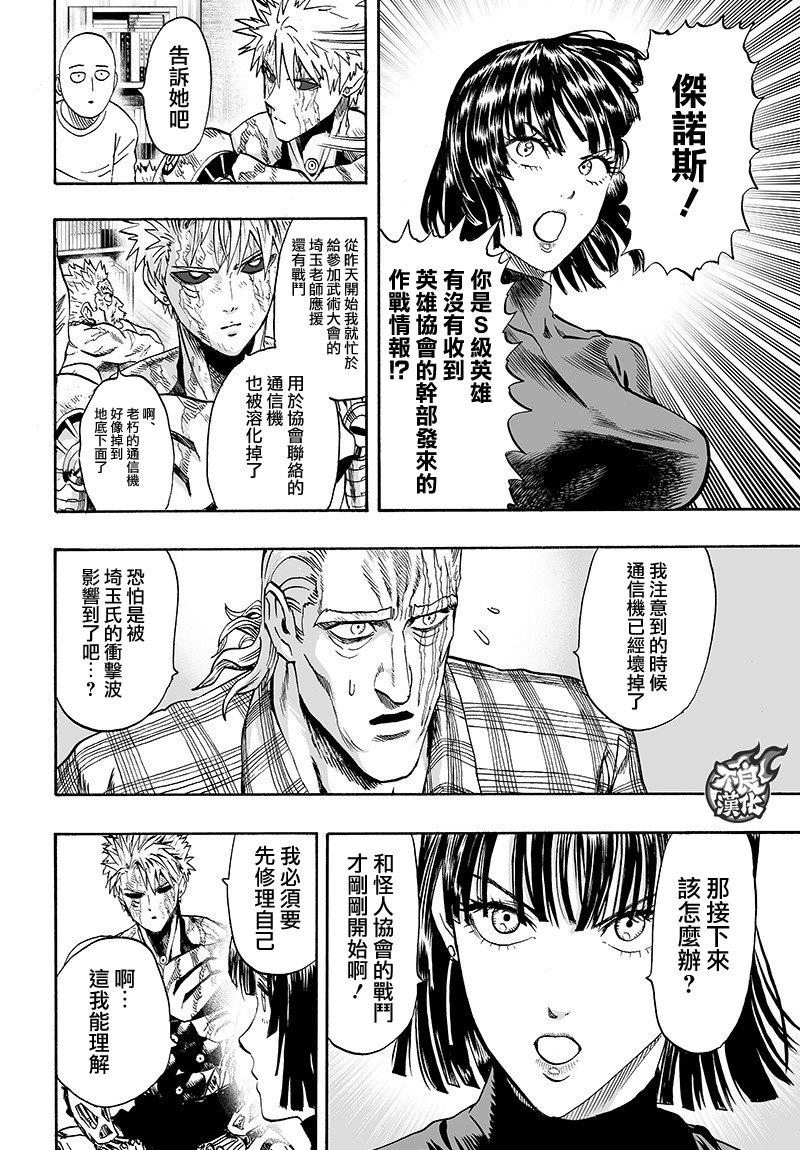 傑諾斯！
你是Ｓ級英雄
有沒有收到
英雄協會的幹部發來的
作戰情報!?
告訴她吧
從昨天開始我就忙於
給參加武術大會的
埼玉老師應援
還有戰鬥
用於協會聯絡的
通信機
也被溶化掉了
啊、
老朽的通信機
好像掉到
地底下面了
我注意到的時候
通信機已經壞掉了
恐怕是被
埼玉氏的衝擊波
影響到了吧…？
不良
漢化
那接下來
該怎麼辦？
和怪人協會的戰鬥
才剛剛開始啊！
我必須要
先修理自己
啊…
這我能理解